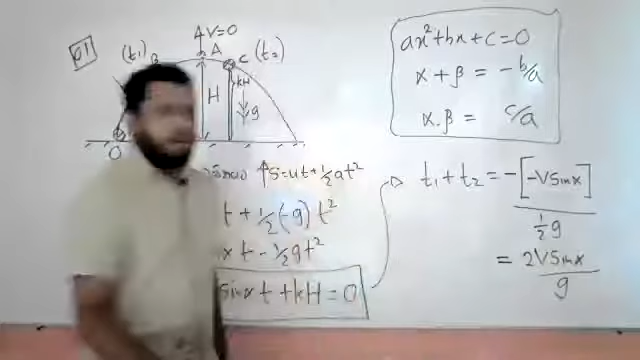 01
V=0
(t₁) B A C (t₂)
H kH g
O
↑s=ut+½at²
t + ½(-g) t²
t - ½gt²
t + kH = 0
ax²+bx+c=0
α + β = -b/a
α.β = c/a
t₁ + t₂ = -[-VSinα] / ½g
= 2VSinα / g